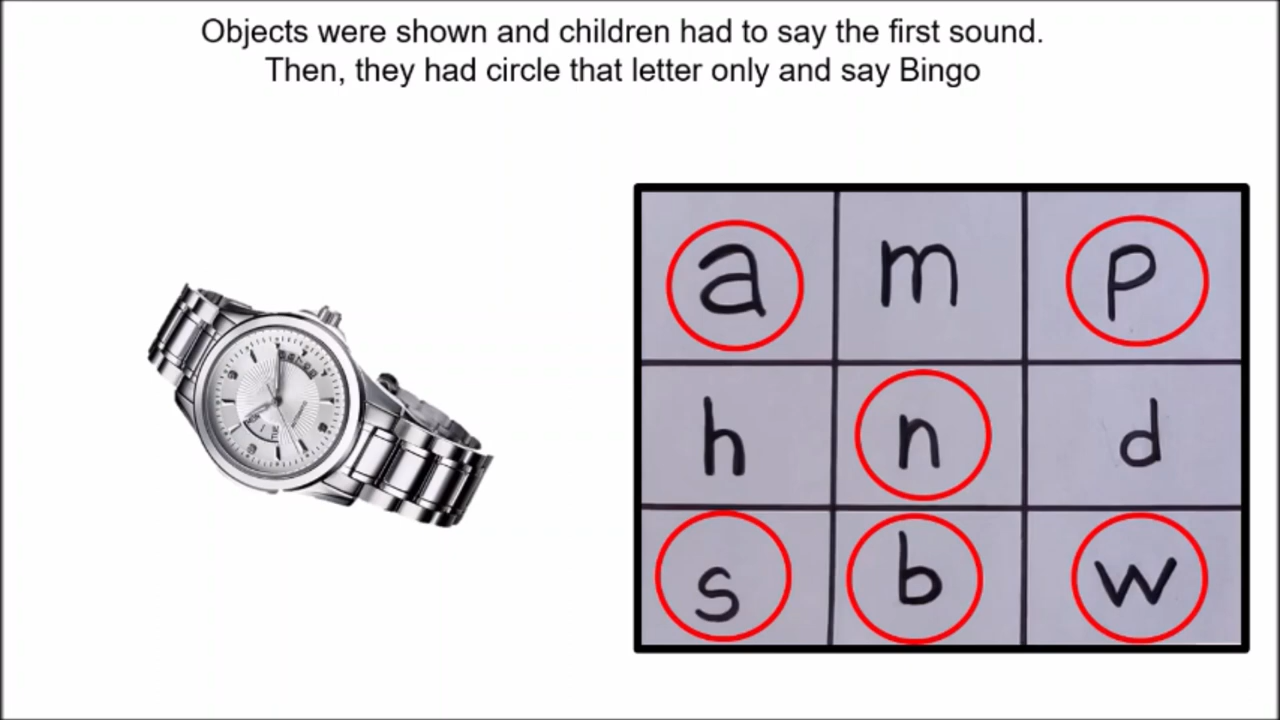 Objects were shown and children had to say the first sound.
Then, they had circle that letter only and say Bingo
a m p
h n d
s b w